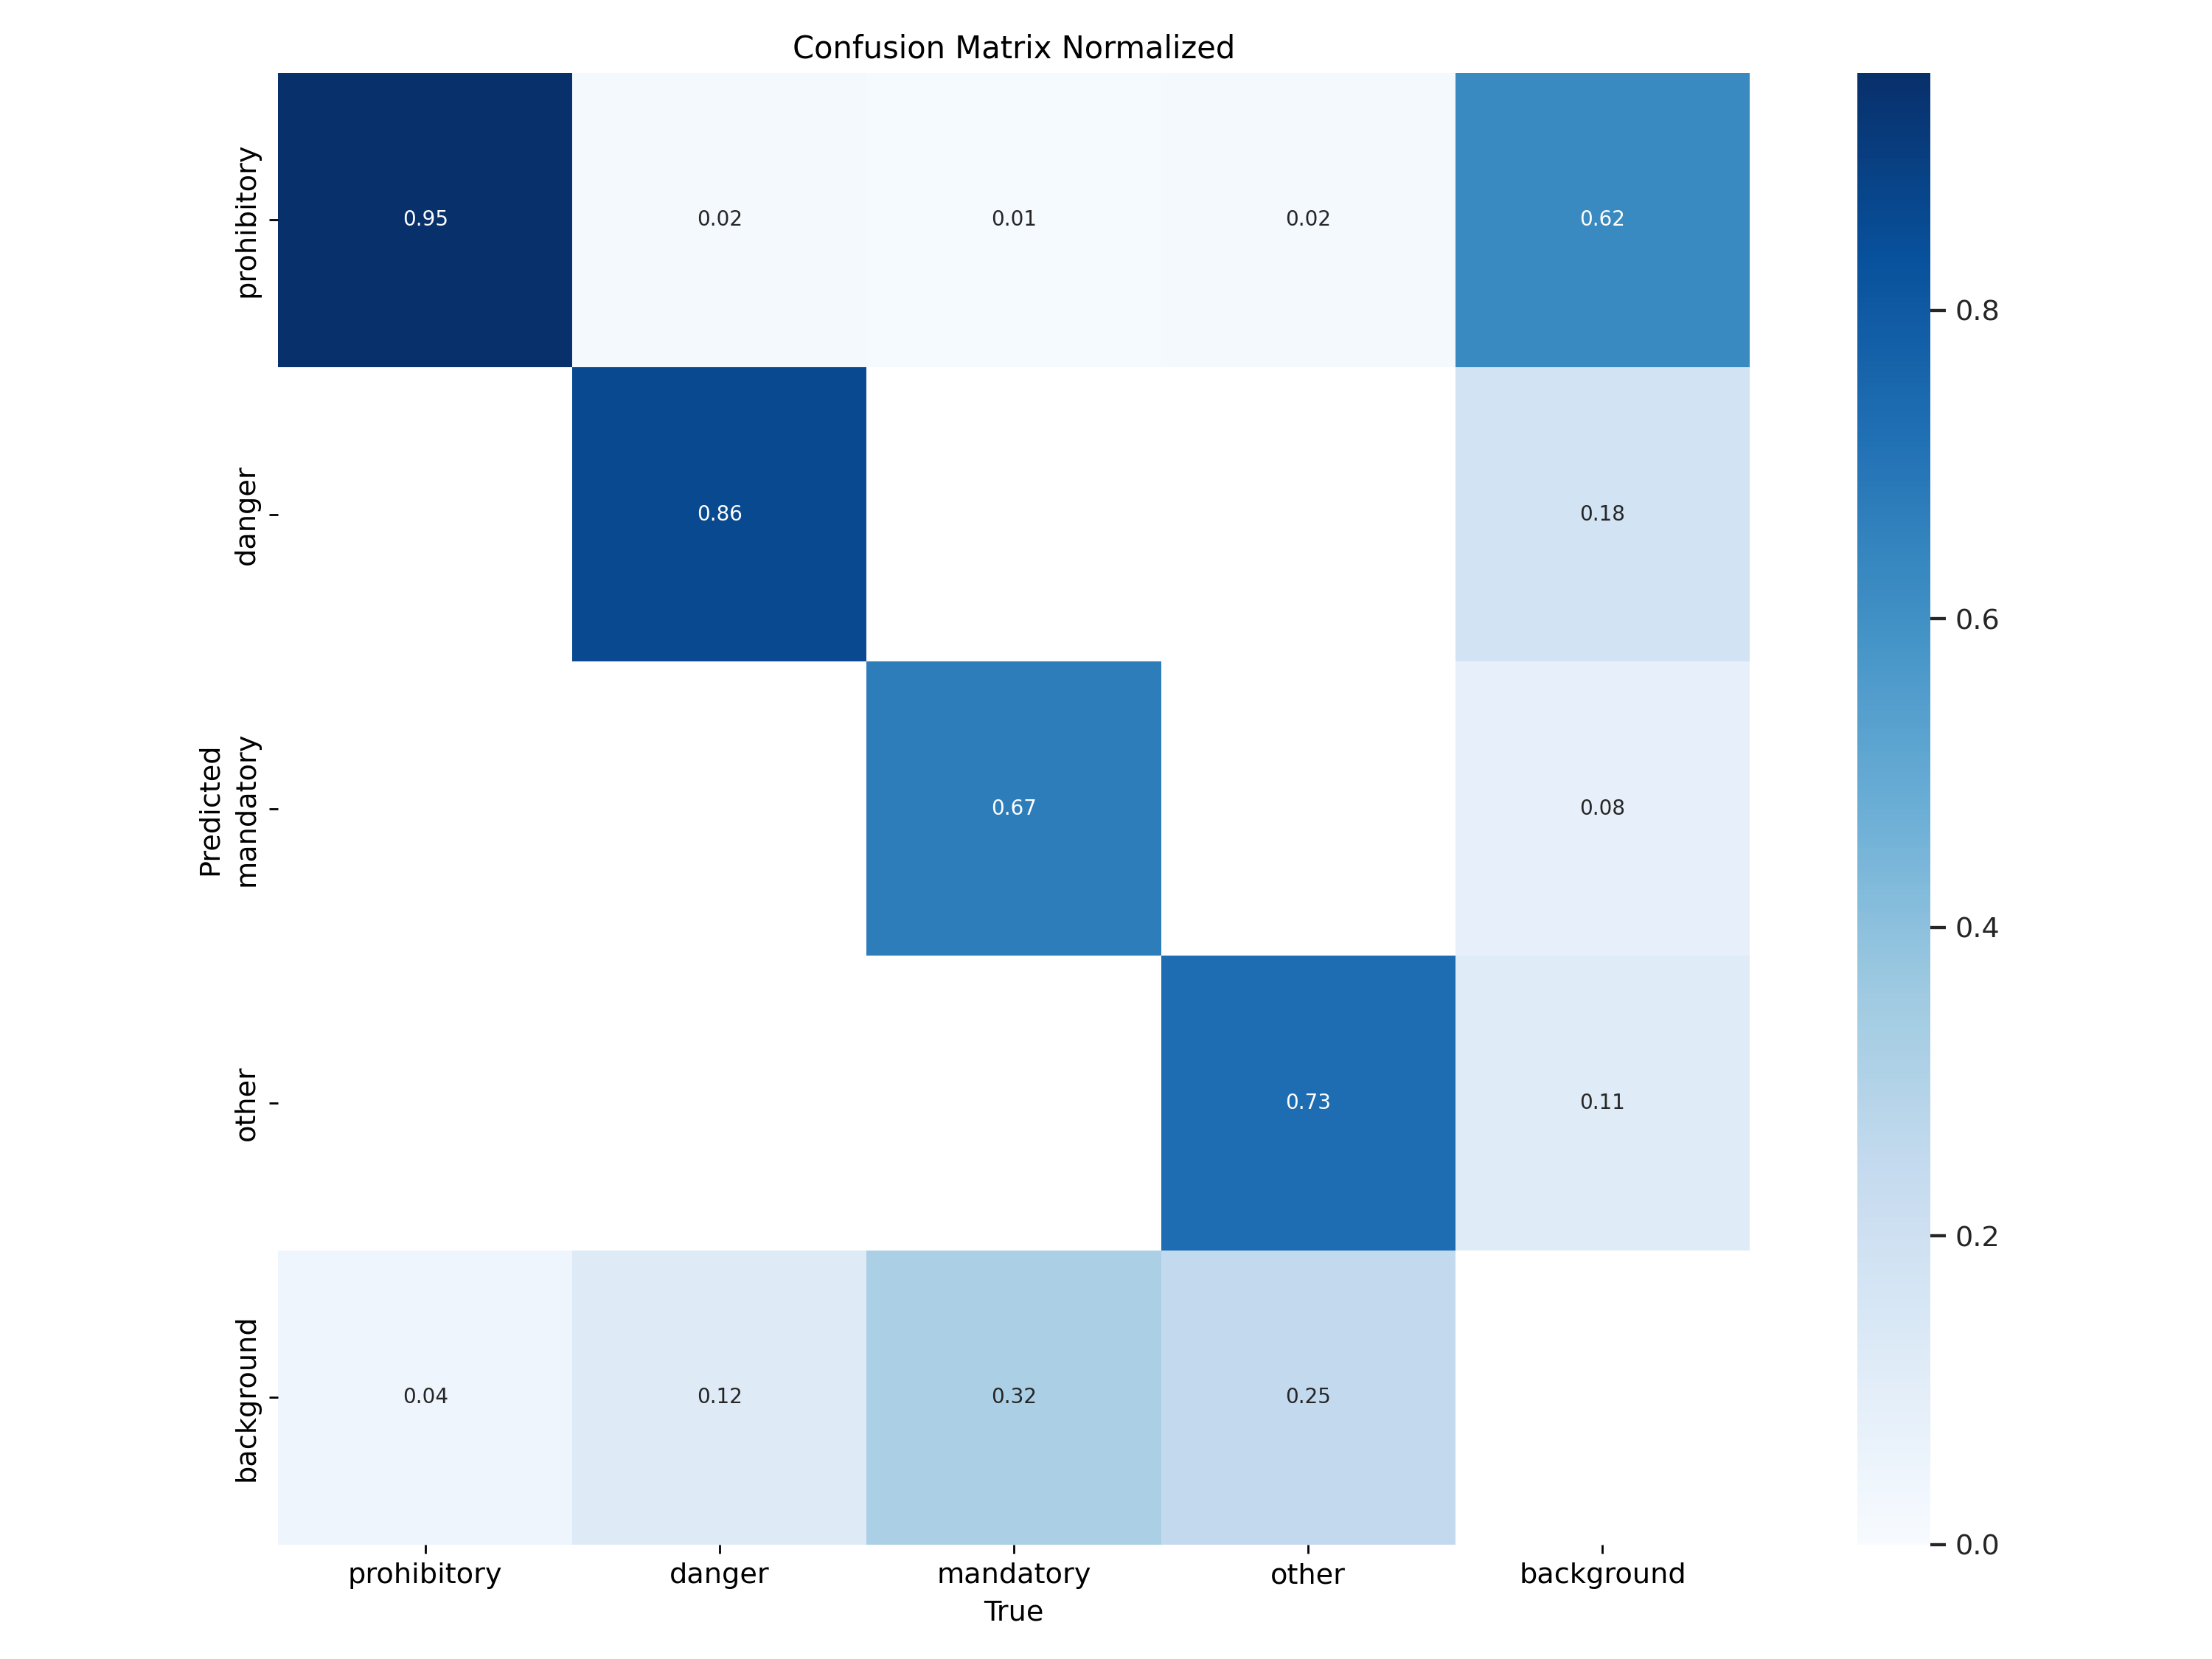 Confusion Matrix Normalized
prohibitory
0.95 0.02 0.01 0.02 0.62
danger
0.86 0.18
Predicted
mandatory
0.67 0.08
other
0.73 0.11
background
0.04 0.12 0.32 0.25
prohibitory danger mandatory other background
True
0.8
0.6
0.4
0.2
0.0